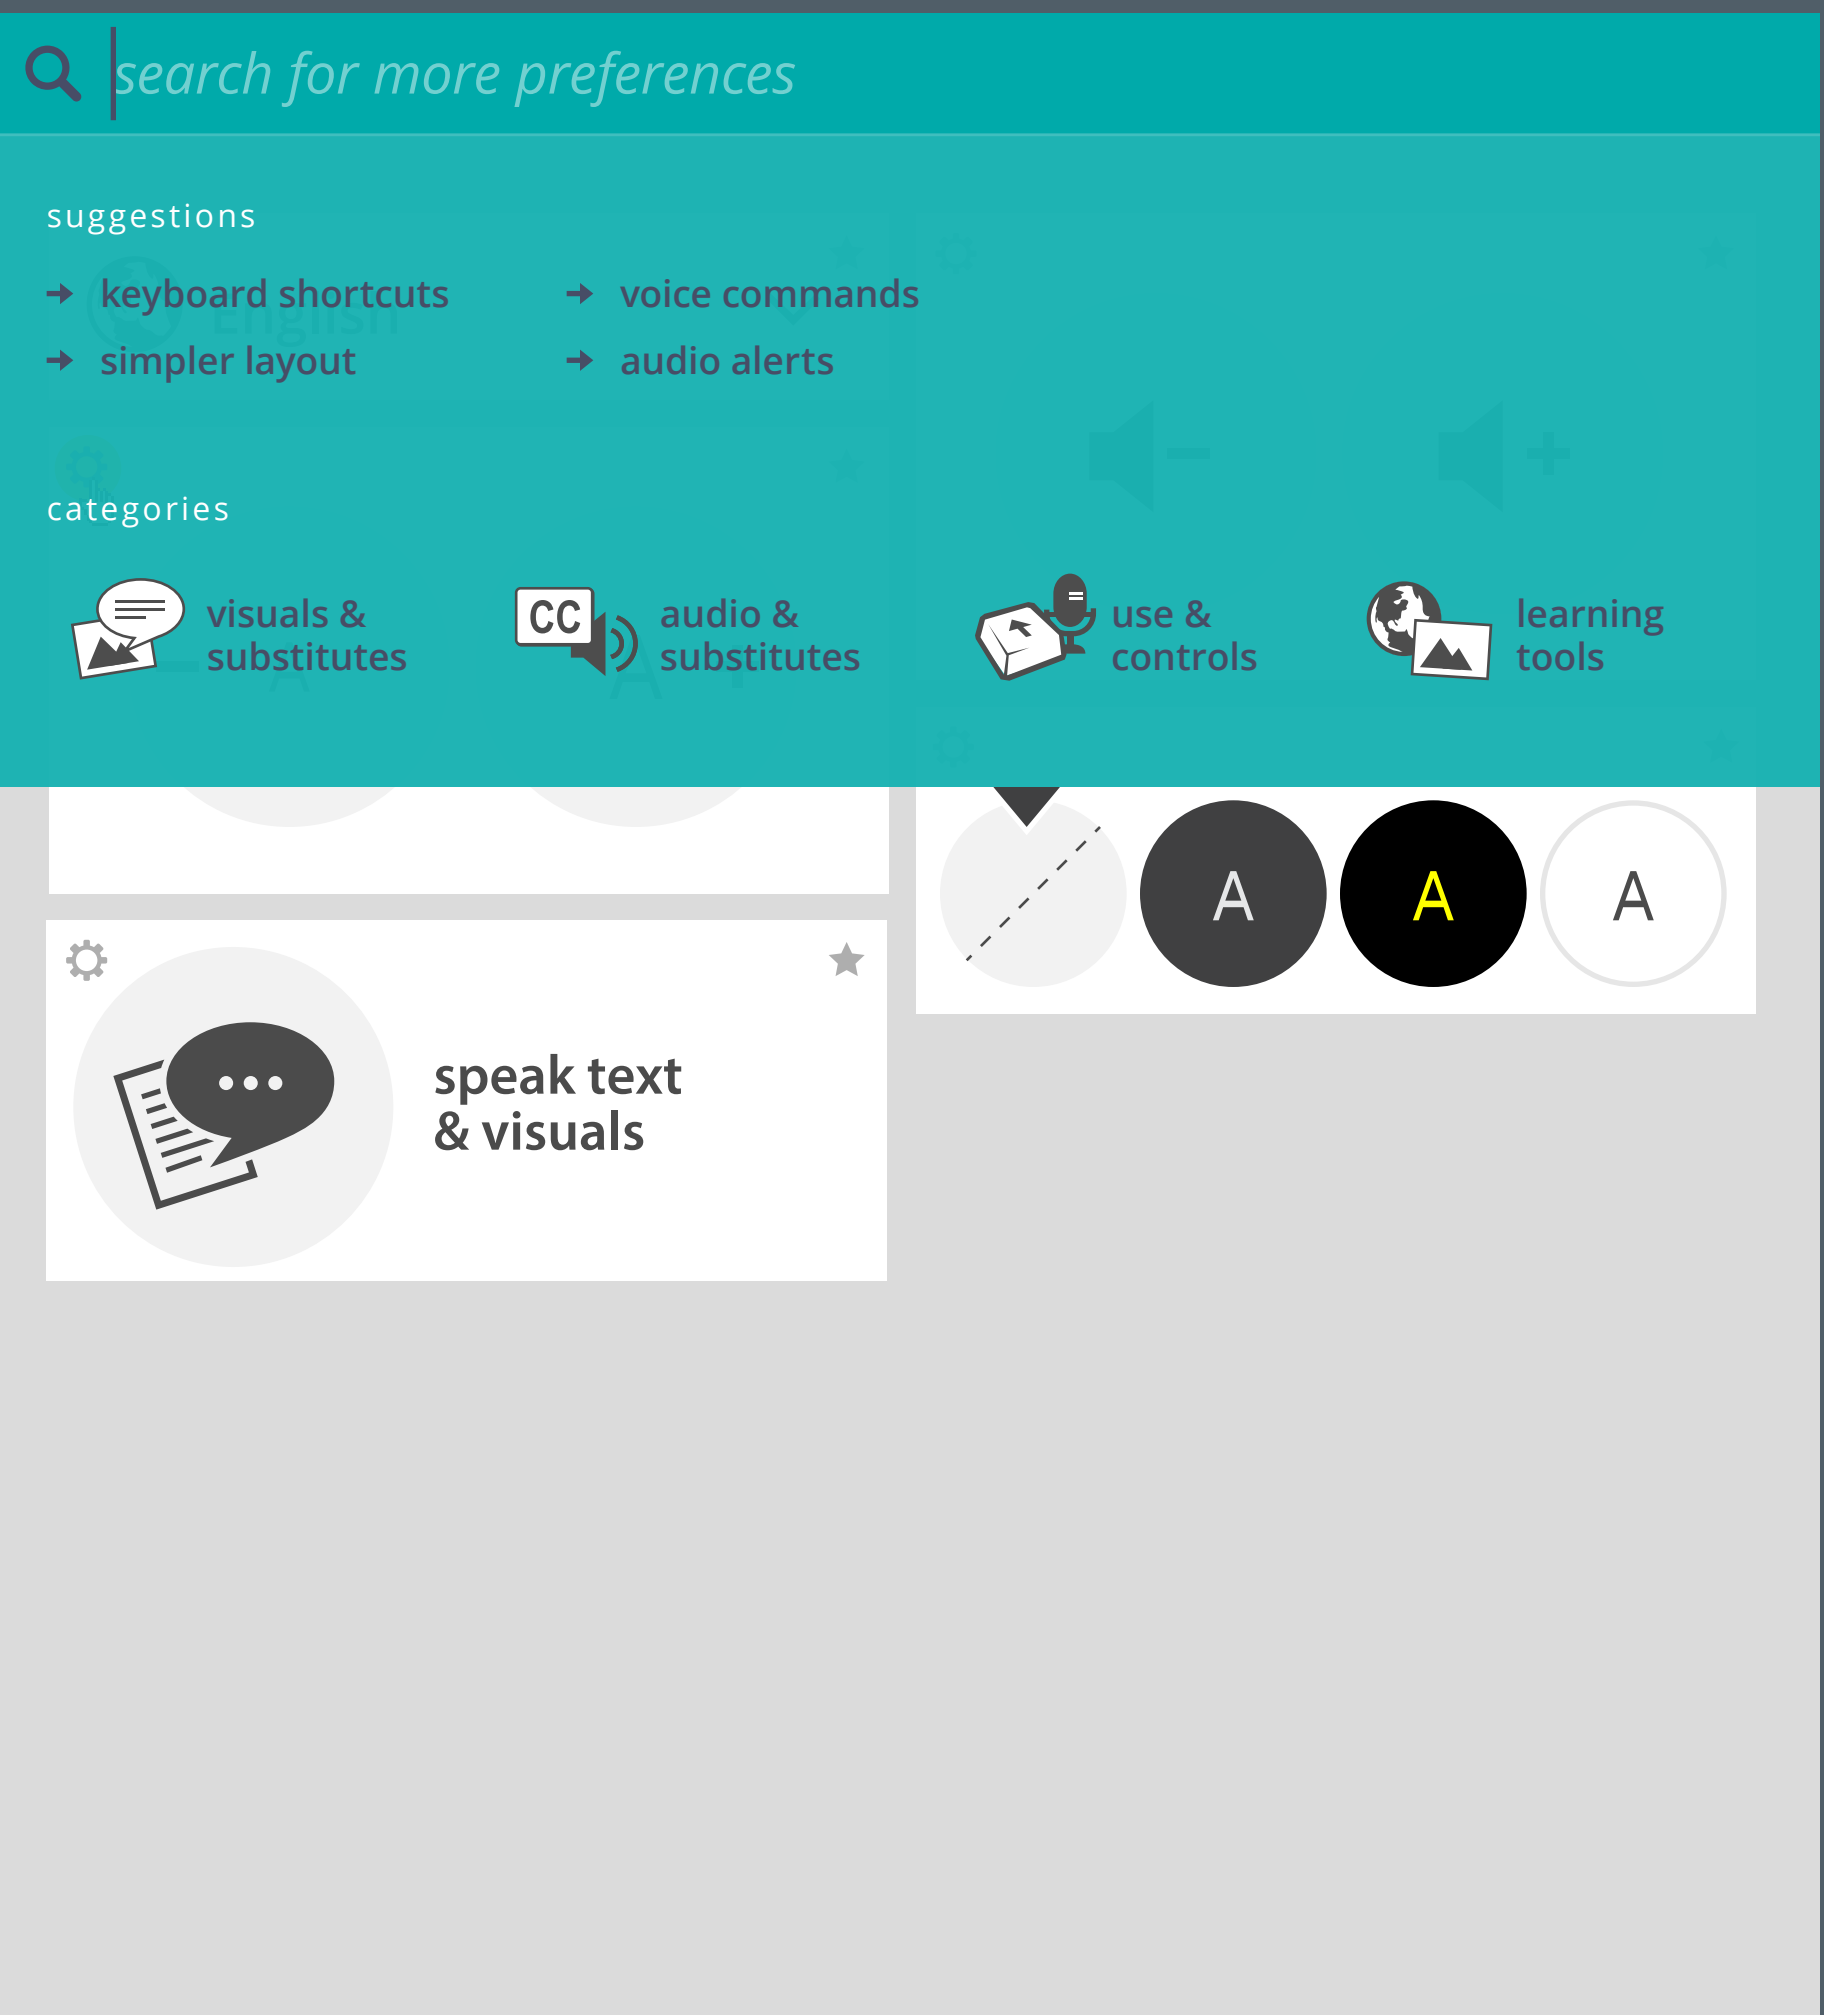 search for more preferences
suggestions
keyboard shortcuts
voice commands
English
simpler layout
audio alerts
categories
CC
visuals &
substitutes
audio &
substitutes
use &
controls
learning
tools
A
A
A A A
speak text
& visuals